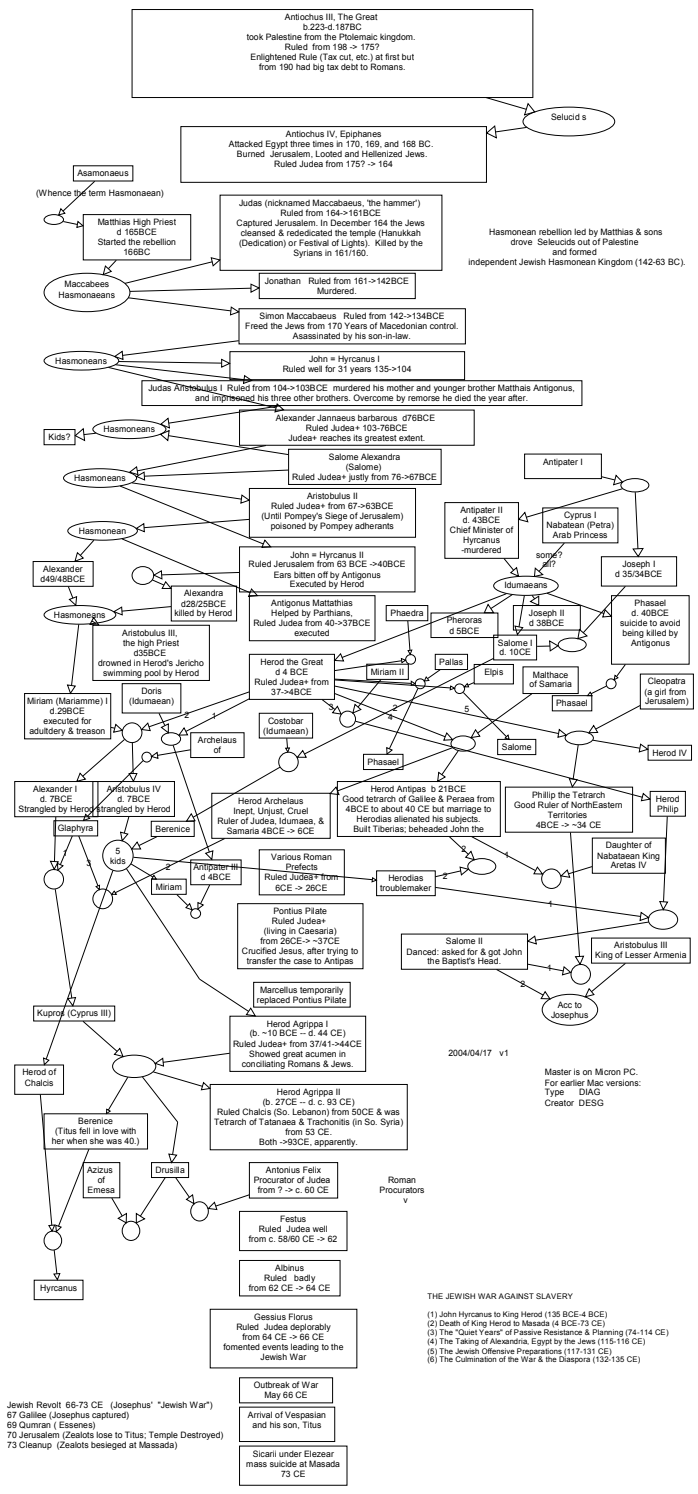 Antiochus III, The Great
b.223-d.187BC
took Palestine from the Ptolemaic kingdom.
Ruled from 198 -> 175?
Enlightened Rule (Tax cut, etc.) at first but
from 190 had big tax debt to Romans.
Selucid s
Antiochus IV, Epiphanes
Attacked Egypt three times in 170, 169, and 168 BC.
Burned Jerusalem, Looted and Hellenized Jews.
Ruled Judea from 175? -> 164
Asamonaeus
(Whence the term Hasmonaean)
Matthias High Priest
d 165BCE
Started the rebellion
166BC
Judas (nicknamed Maccabaeus, 'the hammer')
Ruled from 164->161BCE
Captured Jerusalem. In December 164 the Jews
cleansed & rededicated the temple (Hanukkah
(Dedication) or Festival of Lights). Killed by the
Syrians in 161/160.
Hasmonean rebellion led by Matthias & sons
drove Seleucids out of Palestine
and formed
independent Jewish Hasmonean Kingdom (142-63 BC).
Maccabees
Hasmonaeans
Jonathan Ruled from 161->142BCE
Murdered.
Simon Maccabaeus Ruled from 142->134BCE
Freed the Jews from 170 Years of Macedonian control.
Asassinated by his son-in-law.
Hasmoneans
John = Hyrcanus I
Ruled well for 31 years 135->104
Judas Aristobulus I Ruled from 104->103BCE murdered his mother and younger brother Matthais Antigonus,
and imprisoned his three other brothers. Overcome by remorse he died the year after.
Kids?
Hasmoneans
Alexander Jannaeus barbarous d76BCE
Ruled Judea+ 103-76BCE
Judea+ reaches its greatest extent.
Salome Alexandra
(Salome)
Ruled Judea+ justly from 76->67BCE
Antipater I
Hasmoneans
Aristobulus II
Ruled Judea+ from 67->63BCE
(Until Pompey's Siege of Jerusalem)
poisoned by Pompey adherants
Antipater II
d. 43BCE
Chief Minister of
Hyrcanus
-murdered
Cyprus I
Nabatean (Petra)
Arab Princess
Hasmonean
John = Hyrcanus II
Ruled Jerusalem from 63 BCE ->40BCE
Ears bitten off by Antigonus
Executed by Herod
some?
all?
Joseph I
d 35/34BCE
Alexander
d49/48BCE
Alexandra
d28/25BCE
killed by Herod
Idumaeans
Hasmoneans
Antigonus Mattathias
Helped by Parthians,
Ruled Judea from 40->37BCE
executed
Phaedra
Pheroras
d 5BCE
Joseph II
d 38BCE
Phasael
d. 40BCE
suicide to avoid
being killed by
Antigonus
Aristobulus III,
the high Priest
d35BCE
drowned in Herod's Jericho
swimming pool by Herod
Salome I
d. 10CE
Herod the Great
d 4 BCE
Ruled Judea+ from
37->4BCE
Miriam II
Pallas
Elpis
Malthace
of Samaria
Phasael
Cleopatra
(a girl from
Jerusalem)
Miriam (Mariamme) I
d.29BCE
executed for
adultdery & treason
Doris
(Idumaean)
2
1
3
4
5
Costobar
(Idumaean)
Archelaus
of
Phasael
Salome
Herod IV
Alexander I
d. 7BCE
Strangled by Herod
Aristobulus IV
d. 7BCE
strangled by Herod
Herod Archelaus
Inept, Unjust, Cruel
Ruler of Judea, Idumaea, &
Samaria 4BCE -> 6CE
Herod Antipas b 21BCE
Good tetrarch of Galilee & Peraea from
4BCE to about 40 CE but marriage to
Herodias alienated his subjects.
Built Tiberius; beheaded John the
Phillip the Tetrarch
Good Ruler of NorthEastern
Territories
4BCE -> ~34 CE
Herod
Philip
Glaphyra
Berenice
1
3
5
kids
2
Antipater III
d 4BCE
Miriam
Various Roman
Prefects
Ruled Judea+ from
6CE -> 26CE
2
1
Daughter of
Nabataean King
Aretas IV
Herodias
troublemaker
2
1
Pontius Pilate
Ruled Judea+
(living in Caesaria)
from 26CE-> ~37CE
Crucified Jesus, after trying to
transfer the case to Antipas
Salome II
Danced: asked for & got John
the Baptist's Head.
1
2
Aristobulus III
King of Lesser Armenia
Marcellus temporarily
replaced Pontius Pilate
Acc to
Josephus
Kupros (Cyprus III)
Herod Agrippa I
(b. ~10 BCE -- d. 44 CE)
Ruled Judea+ from 37/41->44CE
Showed great acumen in
conciliating Romans & Jews.
2004/04/17 v1
Master is on Micron PC.
For earlier Mac versions:
Type DIAG
Creator DESG
Herod of
Chalcis
Herod Agrippa II
(b. 27CE -- d. c. 93 CE)
Ruled Chalcis (So. Lebanon) from 50CE & was
Tetrarch of Tatanaea & Trachonitis (in So. Syria)
from 53 CE.
Both ->93CE, apparently.
Berenice
(Titus fell in love with
her when she was 40.)
Azizus
of
Emesa
Drusilla
Antonius Felix
Procurator of Judea
from ? -> c. 60 CE
Roman
Procurators
v
Festus
Ruled Judea well
from c. 58/60 CE -> 62
Albinus
Ruled badly
from 62 CE -> 64 CE
Hyrcanus
Gessius Florus
Ruled Judea deplorably
from 64 CE -> 66 CE
fomented events leading to the
Jewish War
THE JEWISH WAR AGAINST SLAVERY
(1) John Hyrcanus to King Herod (135 BCE-4 BCE)
(2) Death of King Herod to Masada (4 BCE-73 CE)
(3) The "Quiet Years" of Passive Resistance & Planning (74-114 CE)
(4) The Taking of Alexandria, Egypt by the Jews (115-116 CE)
(5) The Jewish Offensive Preparations (117-131 CE)
(6) The Culmination of the War & the Diaspora (132-135 CE)
Outbreak of War
May 66 CE
Jewish Revolt 66-73 CE (Josephus' "Jewish War")
67 Galilee (Josephus captured)
69 Qumran ( Essenes)
70 Jerusalem (Zealots lose to Titus; Temple Destroyed)
73 Cleanup (Zealots besieged at Massada)
Arrival of Vespasian
and his son, Titus
Sicarii under Elezear
mass suicide at Masada
73 CE